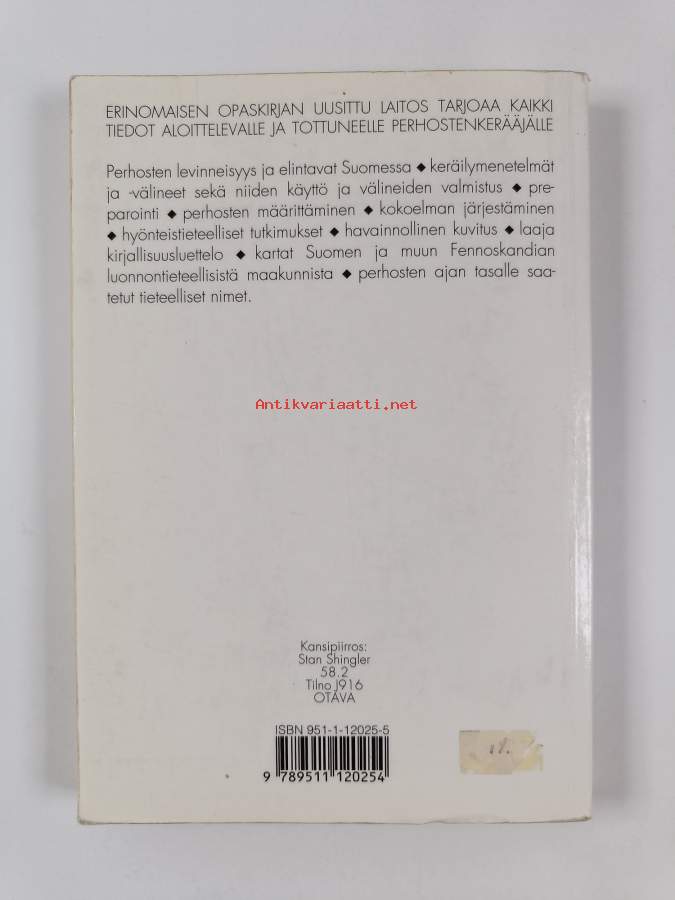 ERINOMAISEN OPASKIRJAN UUSITTU LAITOS TARJOAA KAIKKI
TIEDOT ALOITTELEVALLE JA TOTTUNEELLE PERHOSTENKERÄÄJÄLLE
Perhosten levinneisyys ja elintavat Suomessa ◆ keräilymenetelmät
ja -välineet sekä niiden käyttö ja välineiden valmistus ◆ pre-
parointi ◆ perhosten määrittäminen ◆ kokoelman järjestäminen
◆ hyönteistieteelliset tutkimukset ◆ havainnollinen kuvitus ◆ laaja
kirjallisuusluettelo ◆ kartat Suomen ja muun Fennoskandian
luonnontieteellisistä maakunnista ◆ perhosten ajan tasalle saa-
tetut tieteelliset nimet.
Antikvariaatti.net
Kansipiirros:
Stan Shingler
58.2
Tilno J916
OTAVA
ISBN 951-1-12025-5
9 789511 120254